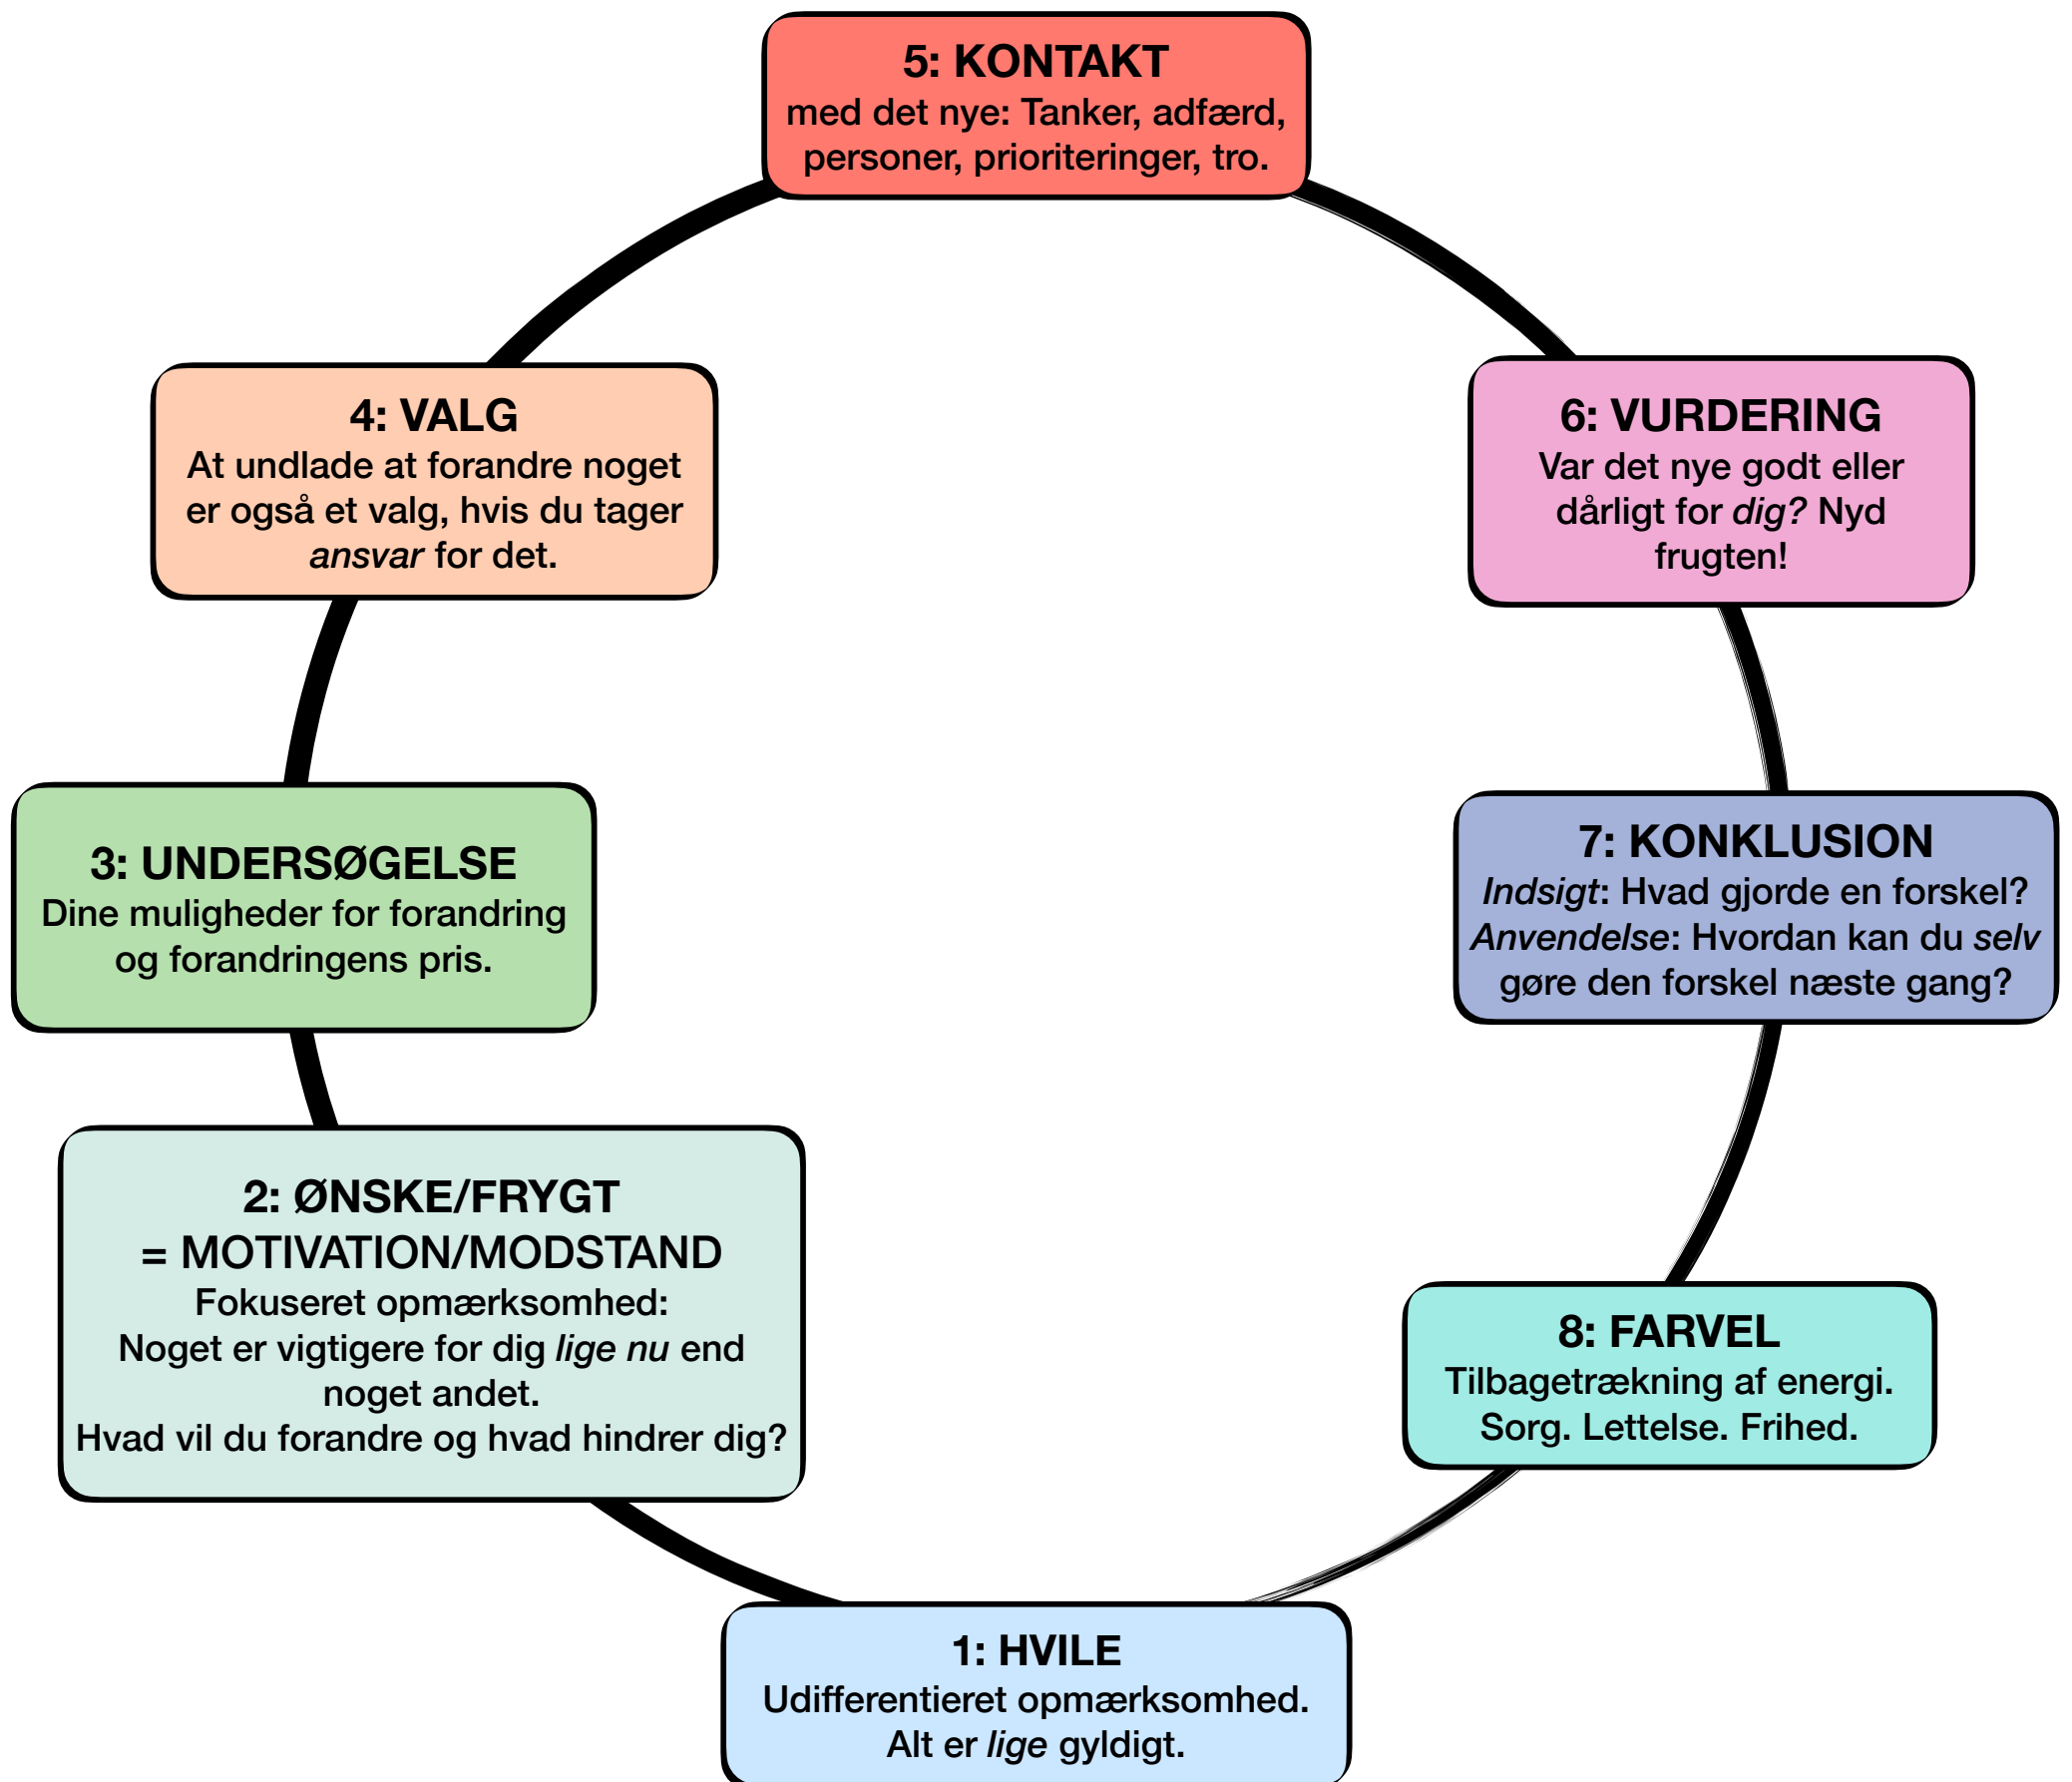 5: KONTAKT
med det nye: Tanker, adfærd,
personer, prioriteringer, tro.
4: VALG
At undlade at forandre noget
er også et valg, hvis du tager
ansvar for det.
6: VURDERING
Var det nye godt eller
dårligt for dig? Nyd
frugten!
3: UNDERSØGELSE
Dine muligheder for forandring
og forandringens pris.
7: KONKLUSION
Indsigt: Hvad gjorde en forskel?
Anvendelse: Hvordan kan du selv
gøre den forskel næste gang?
2: ØNSKE/FRYGT
= MOTIVATION/MODSTAND
Fokuseret opmærksomhed:
Noget er vigtigere for dig lige nu end
noget andet.
Hvad vil du forandre og hvad hindrer dig?
8: FARVEL
Tilbagetrækning af energi.
Sorg. Lettelse. Frihed.
1: HVILE
Udifferentieret opmærksomhed.
Alt er lige gyldigt.